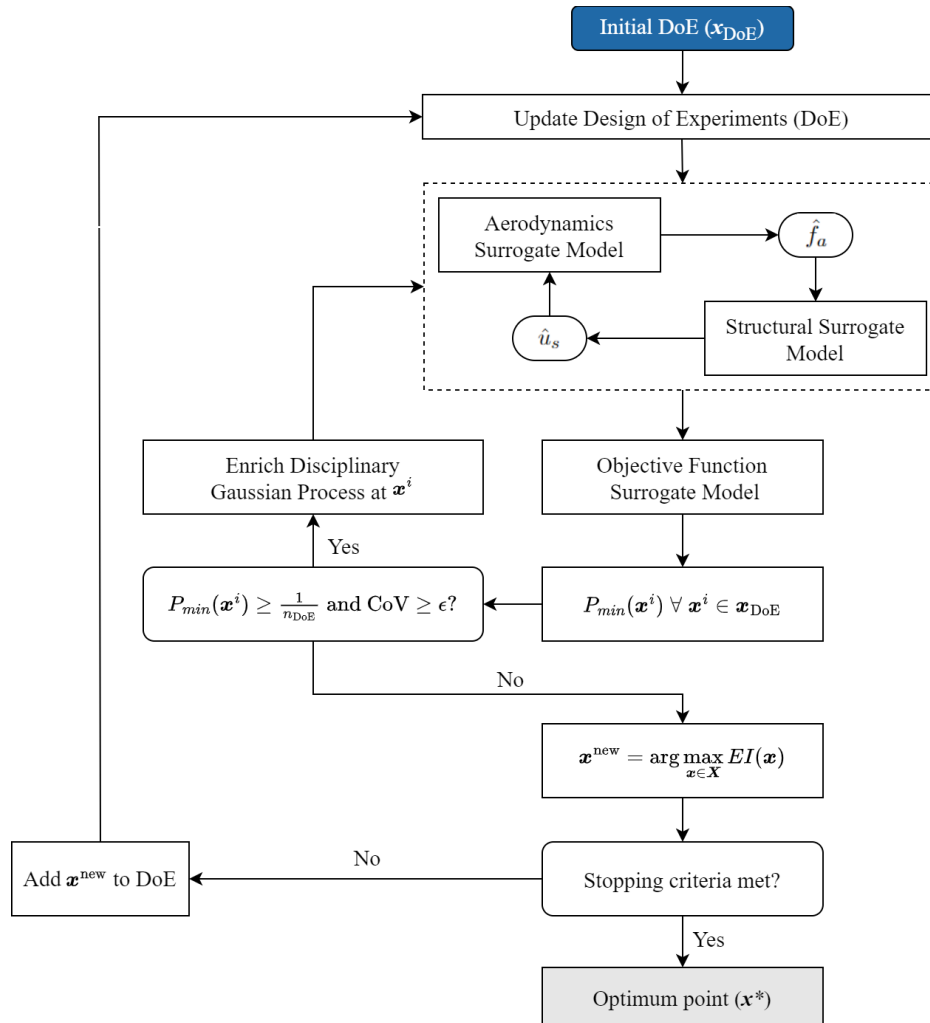 Initial DoE (𝒙_DoE)
Update Design of Experiments (DoE)
Aerodynamics
Surrogate Model
f̂_a
Structural Surrogate
Model
û_s
Enrich Disciplinary
Gaussian Process at 𝒙^i
Objective Function
Surrogate Model
Yes
P_min(𝒙^i) ≥ 1/n_DoE and CoV ≥ ϵ?
P_min(𝒙^i) ∀ 𝒙^i ∈ 𝒙_DoE
No
𝒙^new = arg max_{𝒙∈𝑿} EI(𝒙)
Add 𝒙^new to DoE
No
Stopping criteria met?
Yes
Optimum point (𝒙*)